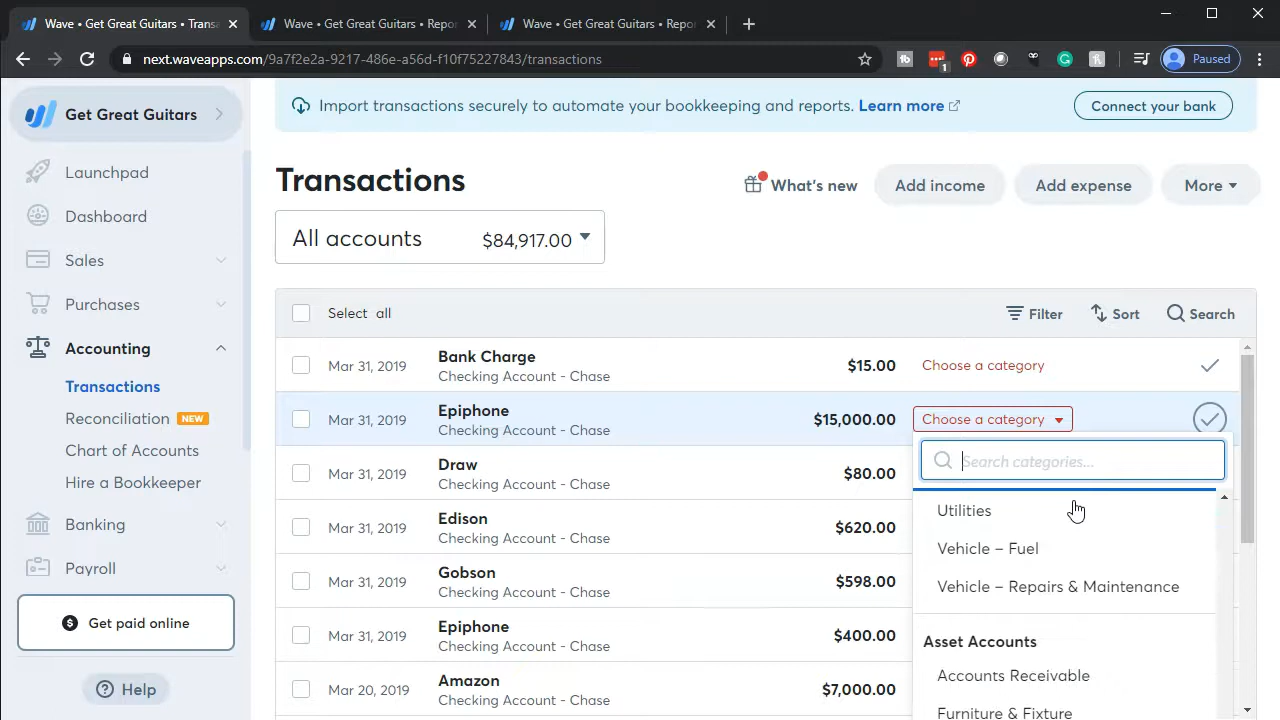 Wave • Get Great Guitars • Transa
Wave • Get Great Guitars • Repor
Wave • Get Great Guitars • Repor
next.waveapps.com/9a7f2e2a-9217-486e-a56d-f10f75227843/transactions
1
Paused
Get Great Guitars
Import transactions securely to automate your bookkeeping and reports. Learn more
Connect your bank
Launchpad
Dashboard
Sales
Purchases
Accounting
Transactions
Reconciliation NEW
Chart of Accounts
Hire a Bookkeeper
Banking
Payroll
Get paid online
Help
Transactions
What's new
Add income
Add expense
More
All accounts $84,917.00
Select all
Filter
Sort
Search
Mar 31, 2019 Bank Charge $15.00 Choose a category
Checking Account - Chase
Mar 31, 2019 Epiphone $15,000.00 Choose a category
Checking Account - Chase
Search categories...
Utilities
Vehicle – Fuel
Vehicle – Repairs & Maintenance
Asset Accounts
Accounts Receivable
Furniture & Fixture
Mar 31, 2019 Draw $80.00
Checking Account - Chase
Mar 31, 2019 Edison $620.00
Checking Account - Chase
Mar 31, 2019 Gobson $598.00
Checking Account - Chase
Mar 31, 2019 Epiphone $400.00
Checking Account - Chase
Mar 20, 2019 Amazon $7,000.00
Checking Account - Chase